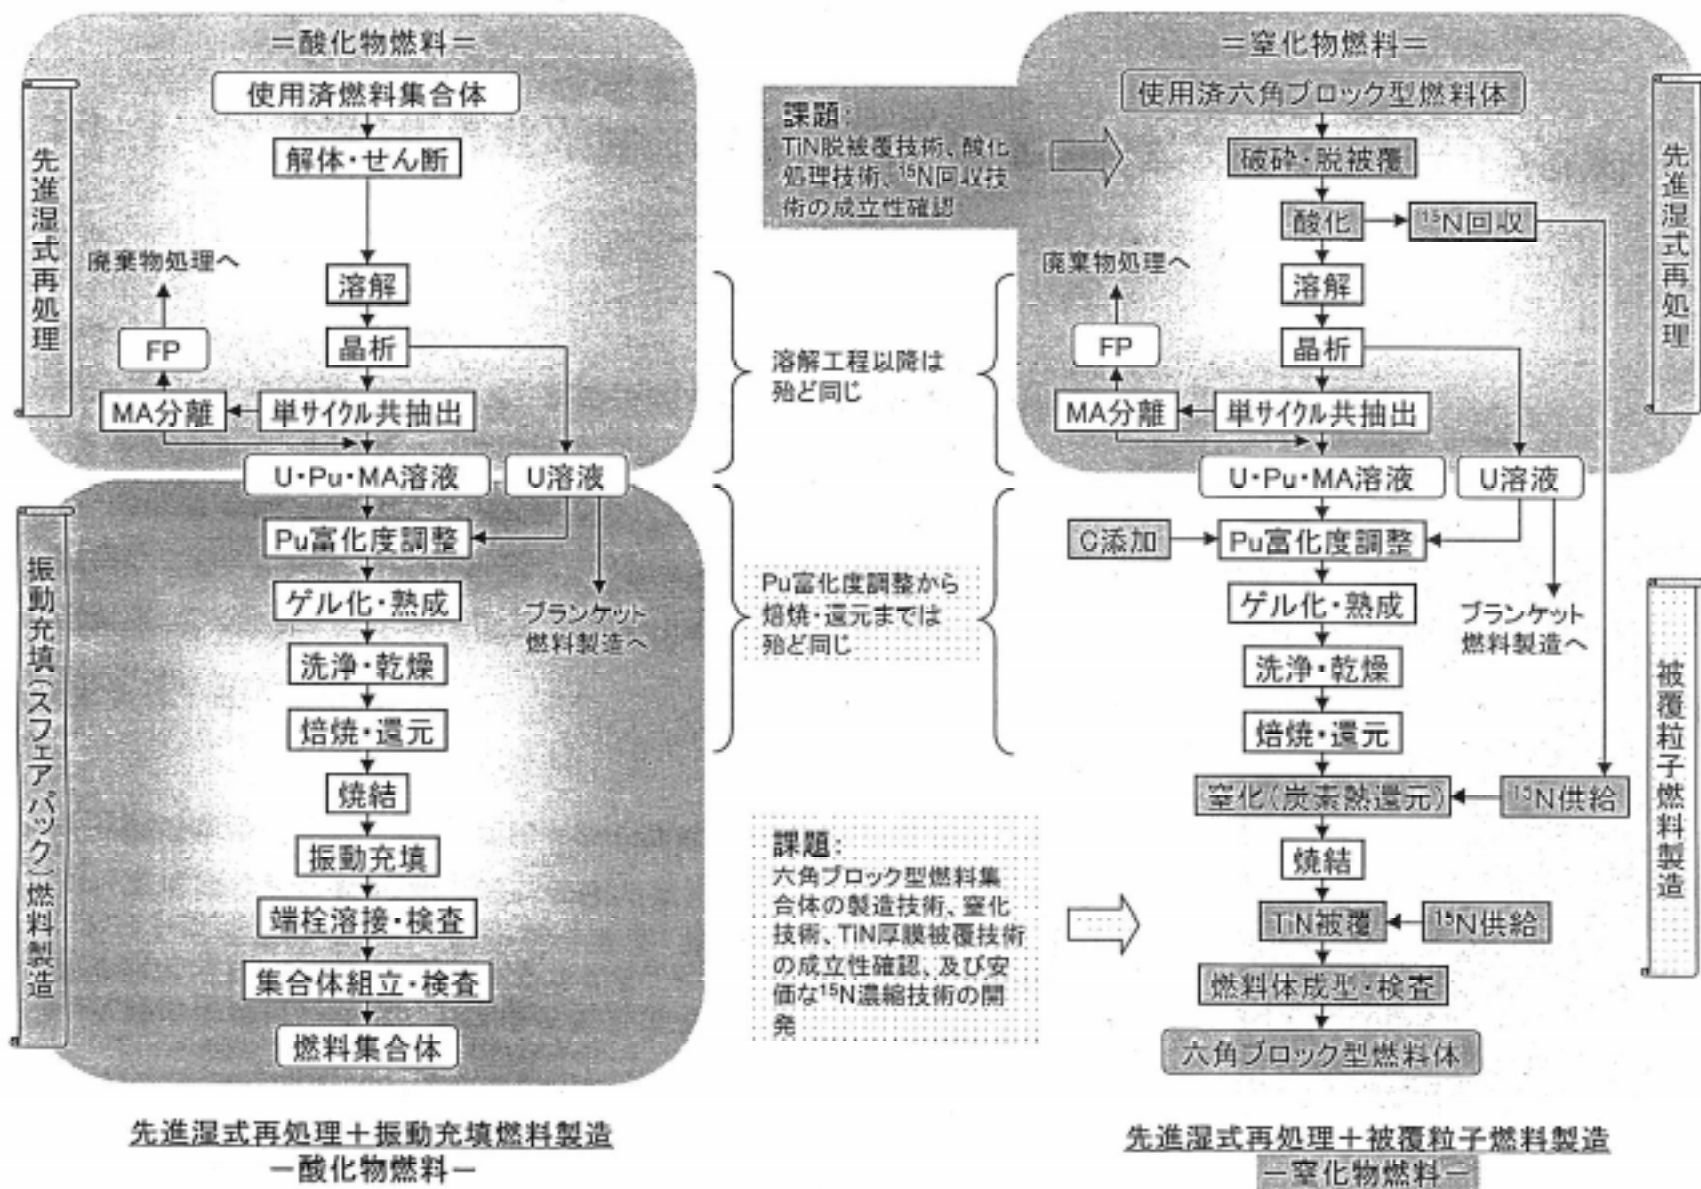 =酸化物燃料=
使用済燃料集合体
解体・せん断
溶解
晶析
単サイクル共抽出
MA分離
FP
廃棄物処理へ
U・Pu・MA溶液
U溶液
先進湿式再処理
Pu富化度調整
ゲル化・熟成
洗浄・乾燥
焙焼・還元
焼結
振動充填
端栓溶接・検査
集合体組立・検査
燃料集合体
ブランケット
燃料製造へ
振動充填(スフェアパック)燃料製造
先進湿式再処理+振動充填燃料製造
−酸化物燃料−
課題:
TiN脱被覆技術、酸化
処理技術、¹⁵N回収技
術の成立性確認
溶解工程以降は
殆ど同じ
Pu富化度調整から
焙焼・還元までは
殆ど同じ
課題:
六角ブロック型燃料集
合体の製造技術、窒化
技術、TiN厚膜被覆技術
の成立性確認、及び安
価な¹⁵N濃縮技術の開
発
=窒化物燃料=
使用済六角ブロック型燃料体
破砕・脱被覆
酸化
¹⁵N回収
溶解
晶析
単サイクル共抽出
MA分離
FP
廃棄物処理へ
U・Pu・MA溶液
U溶液
先進湿式再処理
C添加
Pu富化度調整
ゲル化・熟成
洗浄・乾燥
焙焼・還元
窒化(炭素熱還元)
¹⁵N供給
焼結
TiN被覆
¹⁵N供給
燃料体成型・検査
六角ブロック型燃料体
ブランケット
燃料製造へ
被覆粒子燃料製造
先進湿式再処理+被覆粒子燃料製造
−窒化物燃料−